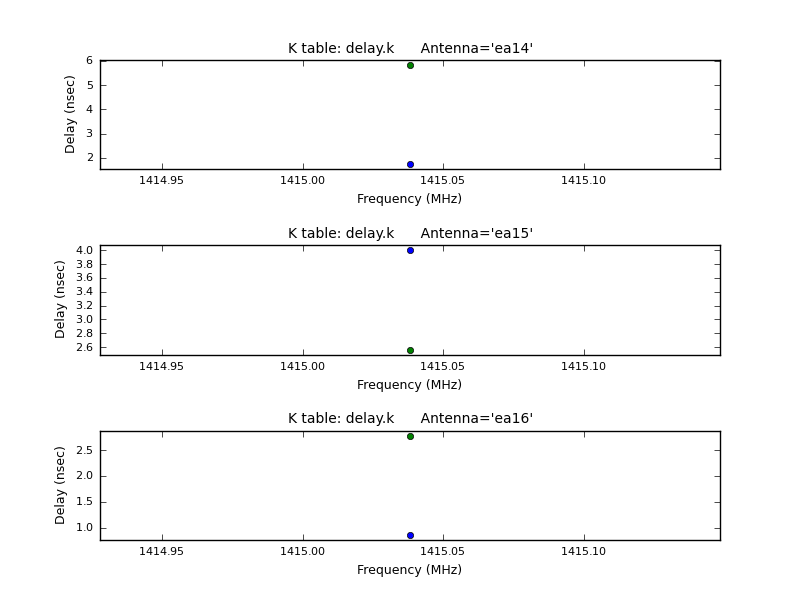 K table: delay.k Antenna='ea14'
6
5
4
3
2
Delay (nsec)
1414.95 1415.00 1415.05 1415.10
Frequency (MHz)
K table: delay.k Antenna='ea15'
4.0
3.8
3.6
3.4
3.2
3.0
2.8
2.6
Delay (nsec)
1414.95 1415.00 1415.05 1415.10
Frequency (MHz)
K table: delay.k Antenna='ea16'
2.5
2.0
1.5
1.0
Delay (nsec)
1414.95 1415.00 1415.05 1415.10
Frequency (MHz)